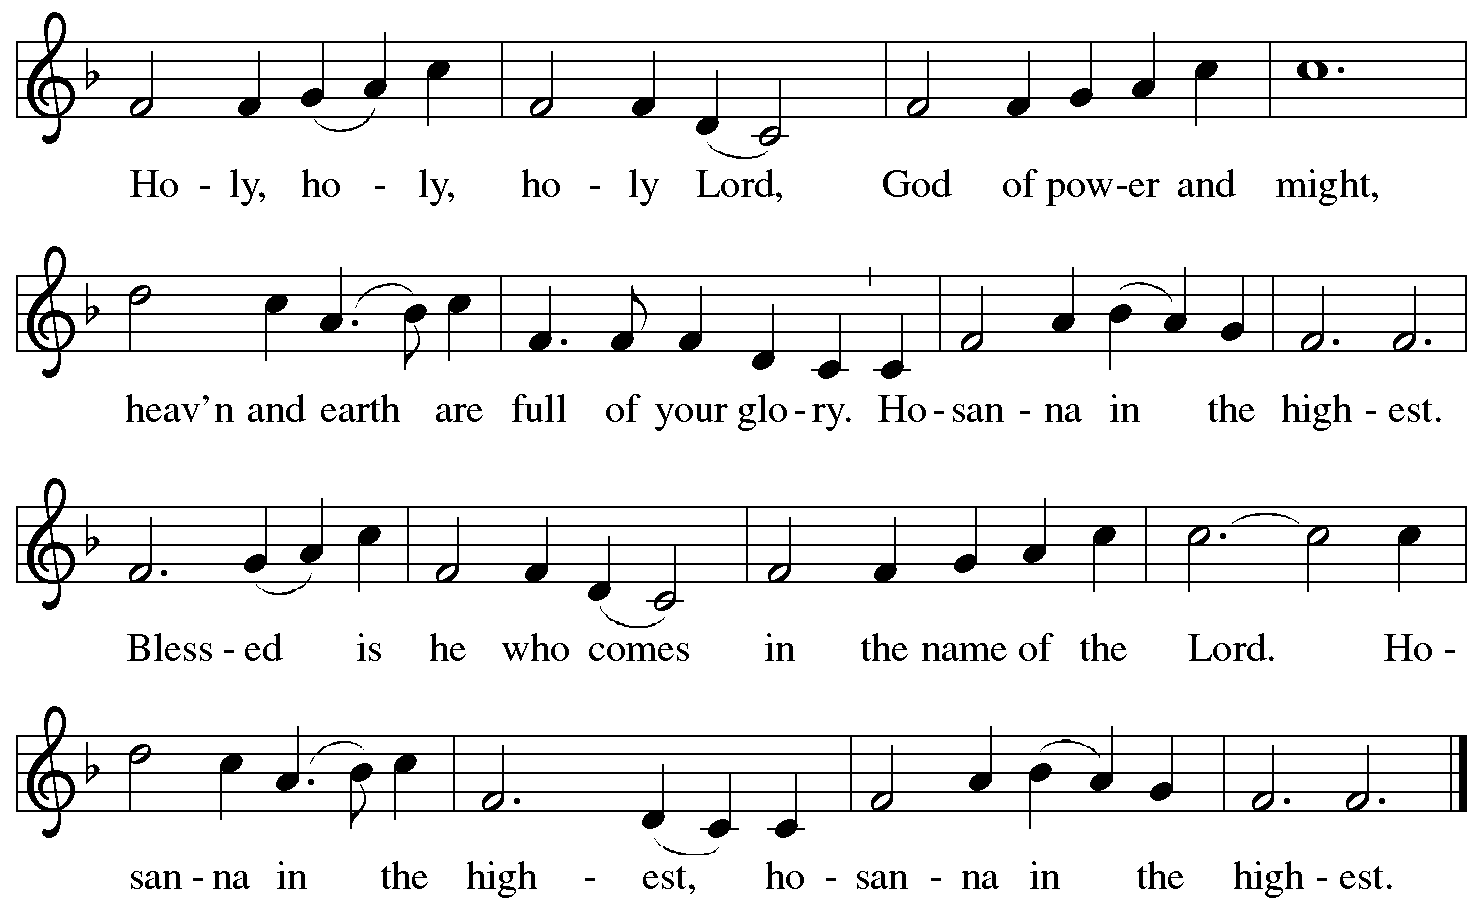 Ho - ly, ho - ly, ho - ly Lord, God of pow-er and might,
heav’n and earth are full of your glo-ry. Ho-san - na in the high - est.
Bless - ed is he who comes in the name of the Lord. Ho -
san - na in the high - est, ho - san - na in the high - est.